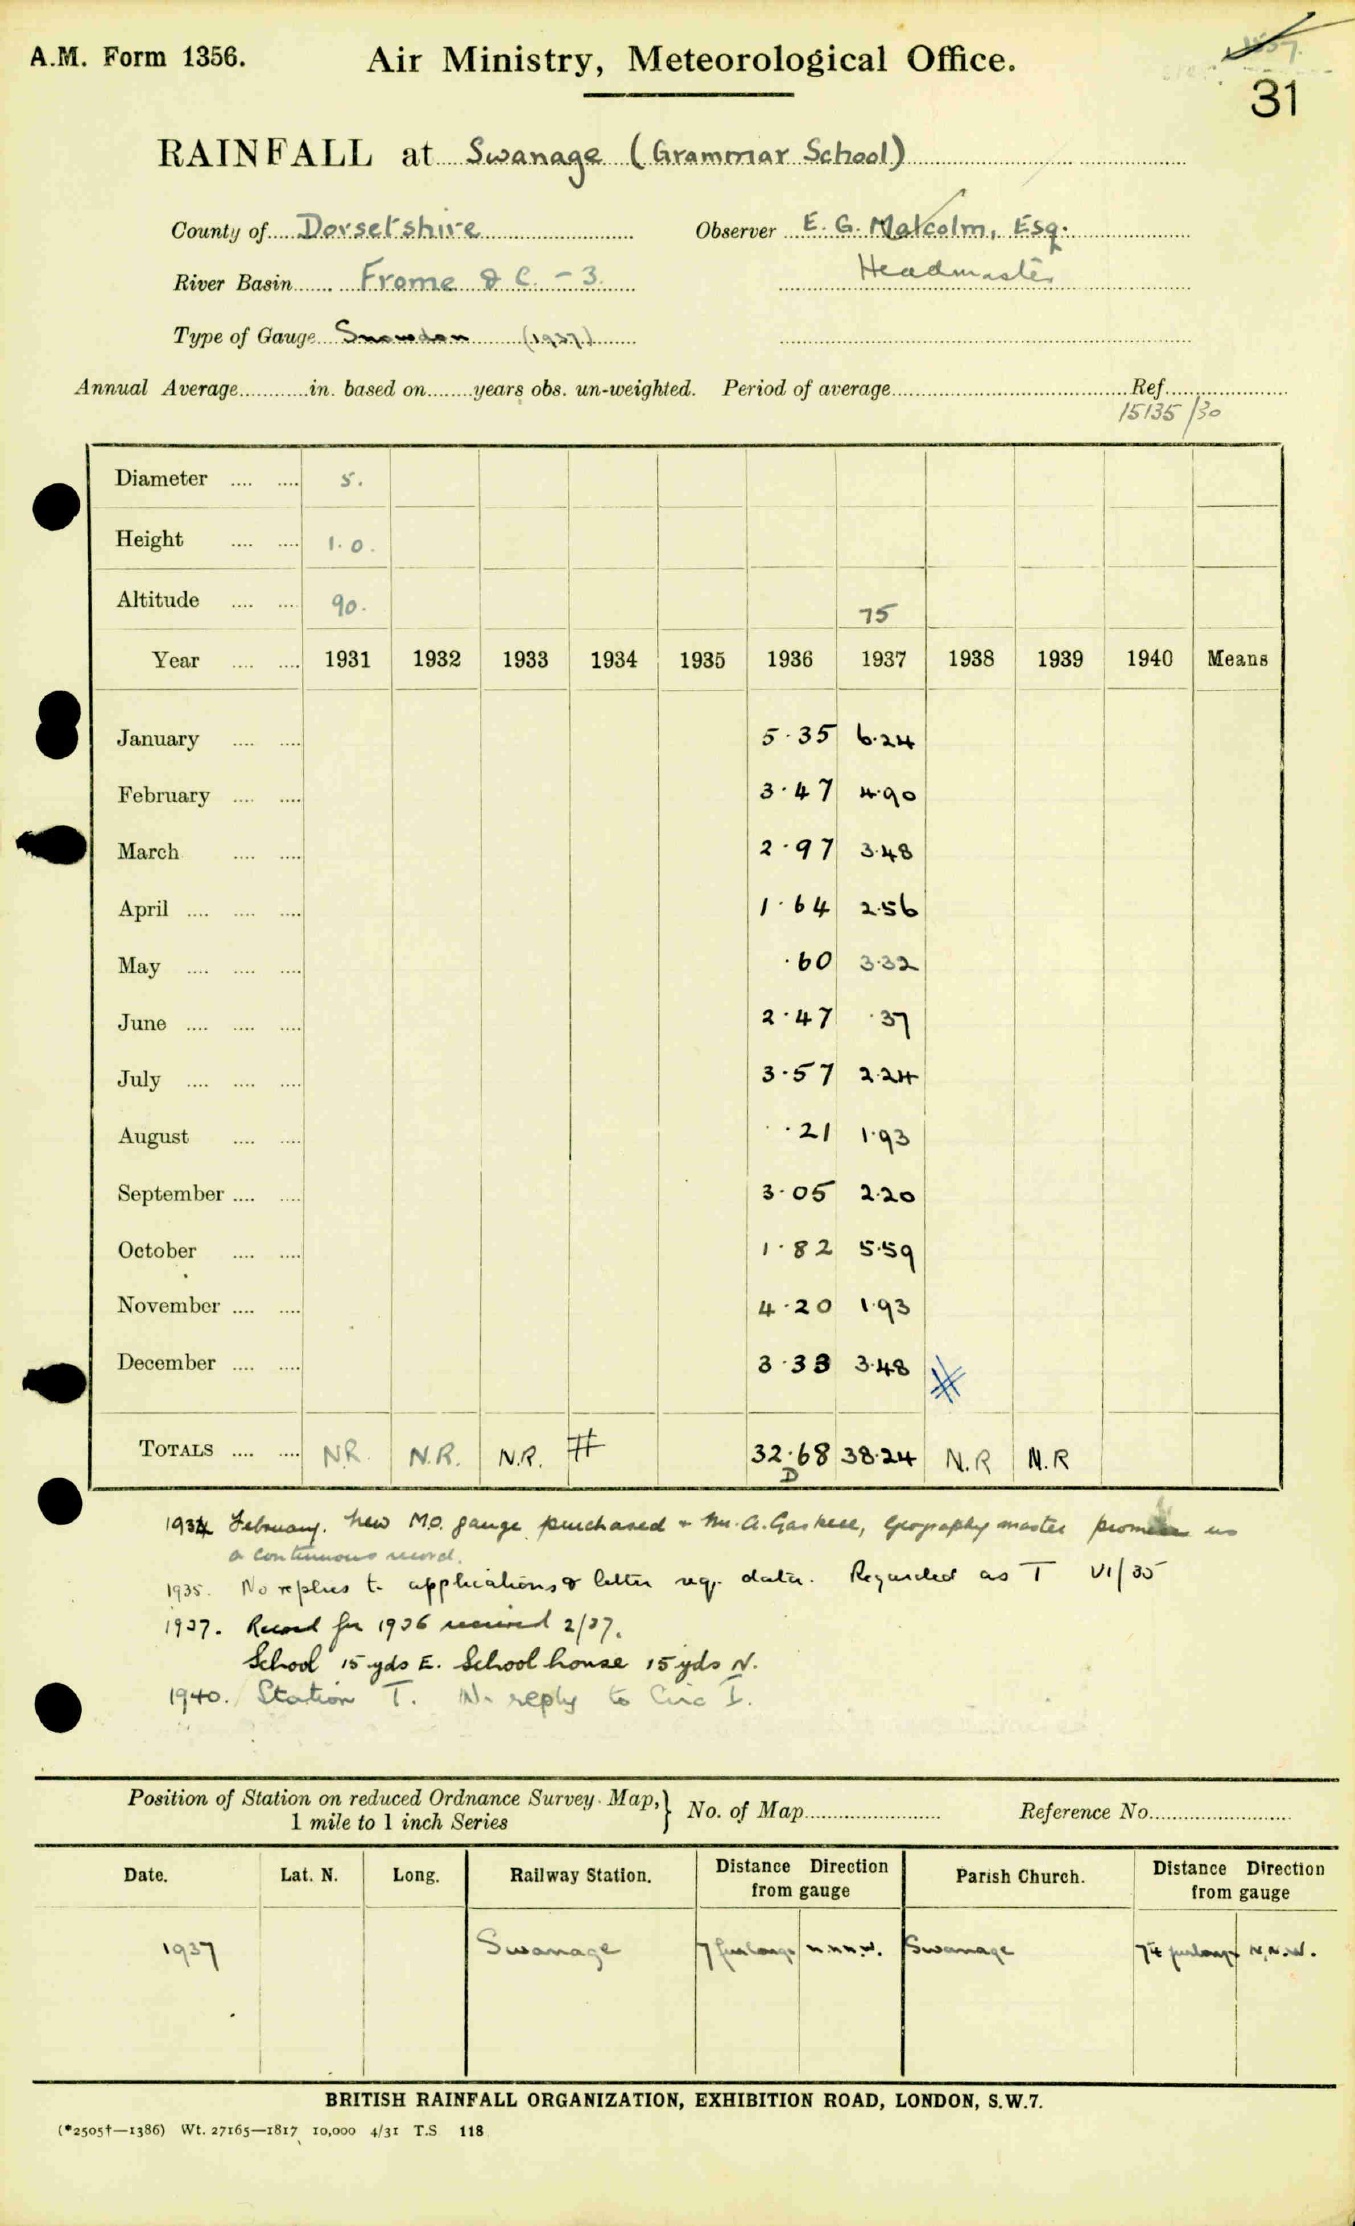 A.M. Form 1356.
Air Ministry, Meteorological Office.
31
RAINFALL at Swanage (Grammar School)
County of Dorsetshire Observer E. G. Malcolm, Esq.
Headmaster
River Basin Frome & C. - 3.
Type of Gauge Snowdon (1937)
Annual Average in. based on years obs. un-weighted. Period of average Ref.
15135/30
Diameter 5.
Height 1.0.
Altitude 90. 75
Year 1931 1932 1933 1934 1935 1936 1937 1938 1939 1940 Means
January 5.35 6.24
February 3.47 4.90
March 2.97 3.48
April 1.64 2.56
May .60 3.32
June 2.47 .37
July 3.57 2.24
August .21 1.93
September 3.05 2.20
October 1.82 5.59
November 4.20 1.93
December 3.33 3.48
TOTALS N.R. N.R. N.R. # 32.68 38.24 N.R N.R
D
1934 February. New M.O. gauge purchased & Mr. A. Gaskell, Geography master us
a continuous record.
1935. No replies to applications & letter req. data. Regarded as T VI/35
1937. Record for 1936 received 2/37.
School 15 yds E. School house 15 yds N.
1940. Station T. No reply to Circ I.
Position of Station on reduced Ordnance Survey Map, 1 mile to 1 inch Series } No. of Map Reference No.
Date. Lat. N. Long. Railway Station. Distance Direction from gauge Parish Church. Distance Direction from gauge
1937 Swanage 7 furlongs N.N.W. Swanage furlongs N.N.W.
BRITISH RAINFALL ORGANIZATION, EXHIBITION ROAD, LONDON, S.W.7.
(*2505†—1386) Wt. 27165—1817 10,000 4/31 T.S 118